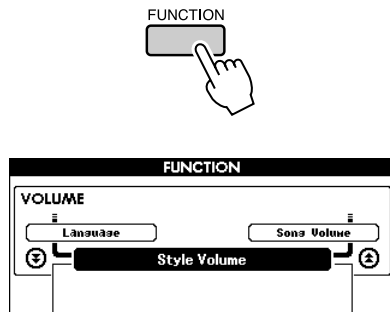 FUNCTION
FUNCTION
VOLUME
Language
Song Volume
Style Volume